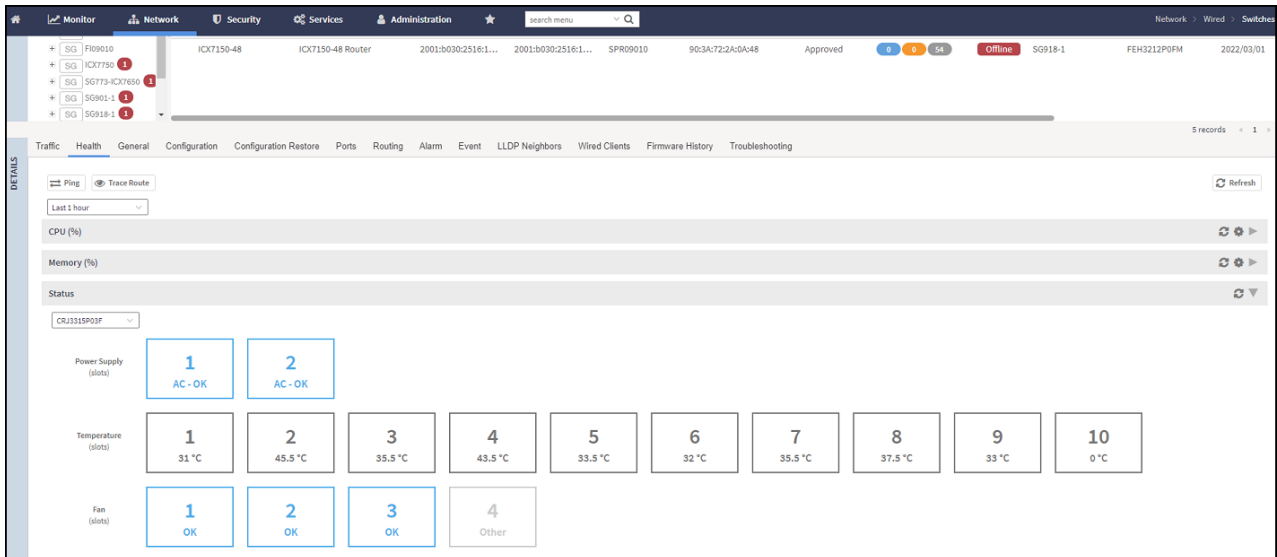 Monitor Network Security Services Administration search menu Network > Wired > Switches
+ SG FI09010
+ SG ICX7750 1
+ SG SG773-ICX7650 1
+ SG SG901-1 1
+ SG SG918-1 1
ICX7150-48 ICX7150-48 Router 2001:b030:2516:1... 2001:b030:2516:1... SPR09010 90:3A:72:2A:0A:48 Approved 0 0 54 Offline SG918-1 FEH3212P0FM 2022/03/01
5 records 1
DETAILS
Traffic Health General Configuration Configuration Restore Ports Routing Alarm Event LLDP Neighbors Wired Clients Firmware History Troubleshooting
Ping Trace Route Refresh
Last 1 hour
CPU (%)
Memory (%)
Status
CRJ3315P03F
Power Supply
(slots)
1 2
AC - OK AC - OK
Temperature
(slots)
1 2 3 4 5 6 7 8 9 10
31 °C 45.5 °C 35.5 °C 43.5 °C 33.5 °C 32 °C 35.5 °C 37.5 °C 33 °C 0 °C
Fan
(slots)
1 2 3 4
OK OK OK Other